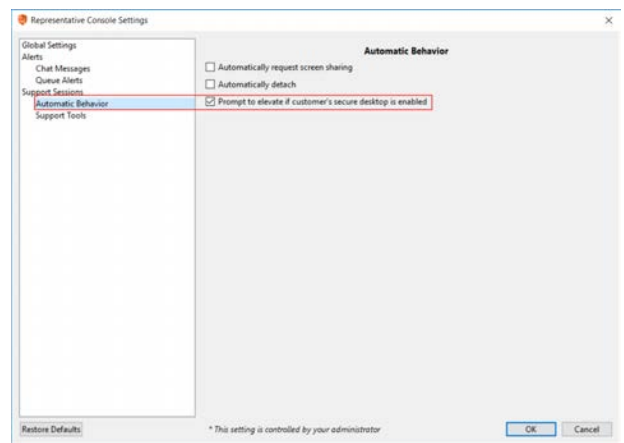 Representative Console Settings
Global Settings
Alerts
Chat Messages
Queue Alerts
Support Sessions
Automatic Behavior
Support Tools
Automatic Behavior
Automatically request screen sharing
Automatically detach
Prompt to elevate if customer's secure desktop is enabled
Restore Defaults
* This setting is controlled by your administrator
OK
Cancel